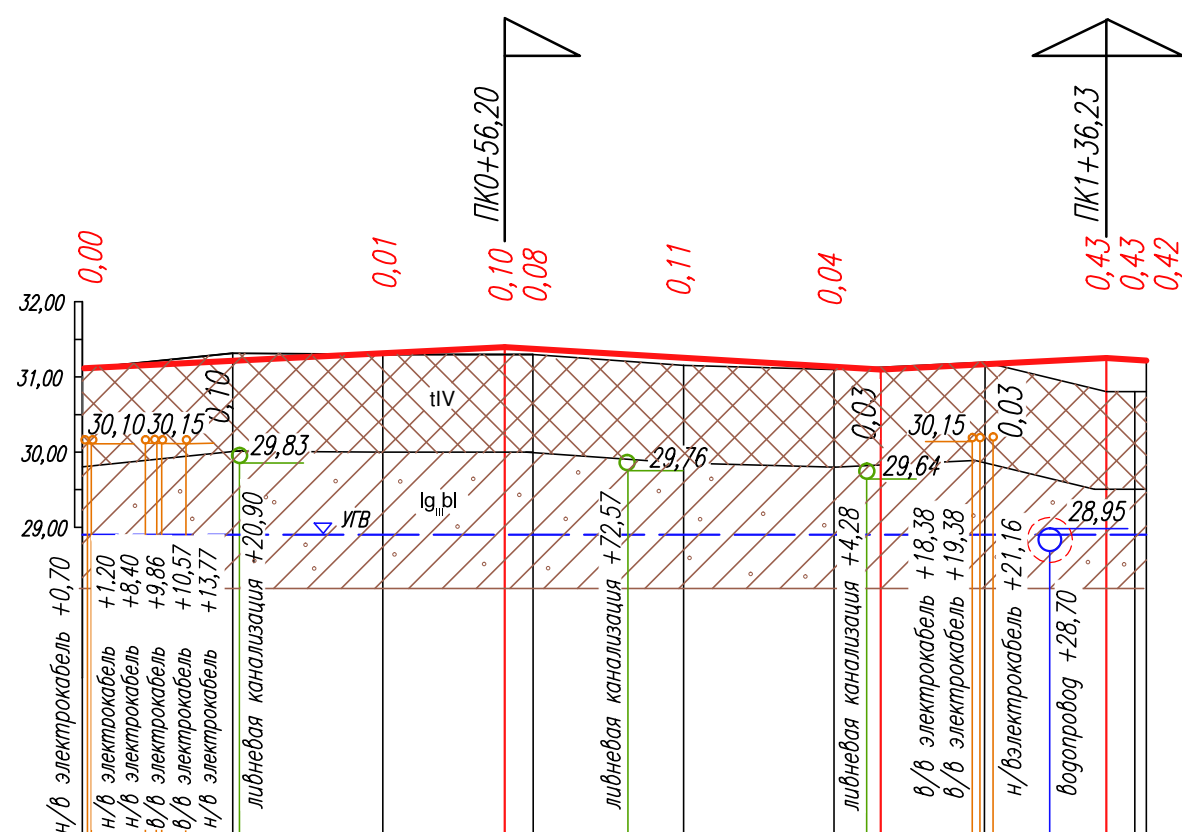 ПК0+56,20
ПК1+36,23
0,00
0,01
0,10
0,08
0,11
0,04
0,43
0,43
0,42
32,00
31,00
30,00
29,00
0,10
tIV
0,03
0,03
30,10
30,15
30,15
29,83
29,76
29,64
lgIIIbl
УГВ
28,95
н/в электрокабель +0,70
н/в электрокабель +1.20
н/в электрокабель +8,40
в/в электрокабель +9,86
в/в электрокабель +10,57
н/в электрокабель +13,77
ливневая канализация +20,90
ливневая канализация +72,57
ливневая канализация +4,28
в/в электрокабель +18,38
в/в электрокабель +19,38
н/вэлектрокабель +21,16
водопровод +28,70